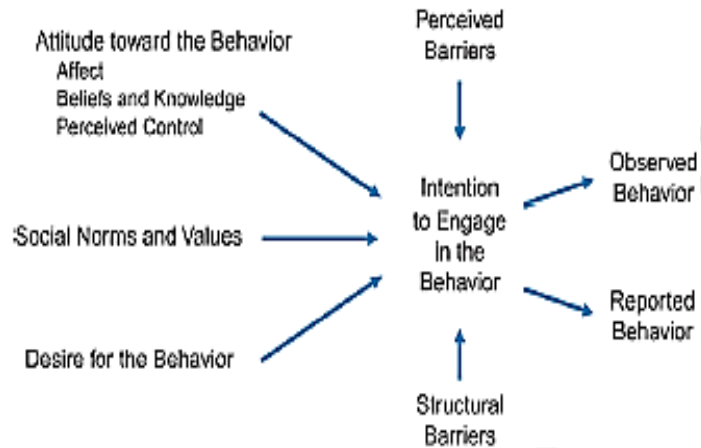 Attitude toward the Behavior
Affect
Beliefs and Knowledge
Perceived Control
Social Norms and Values
Desire for the Behavior
Perceived
Barriers
Intention
to Engage
In the
Behavior
Structural
Barriers
Observed
Behavior
Reported
Behavior